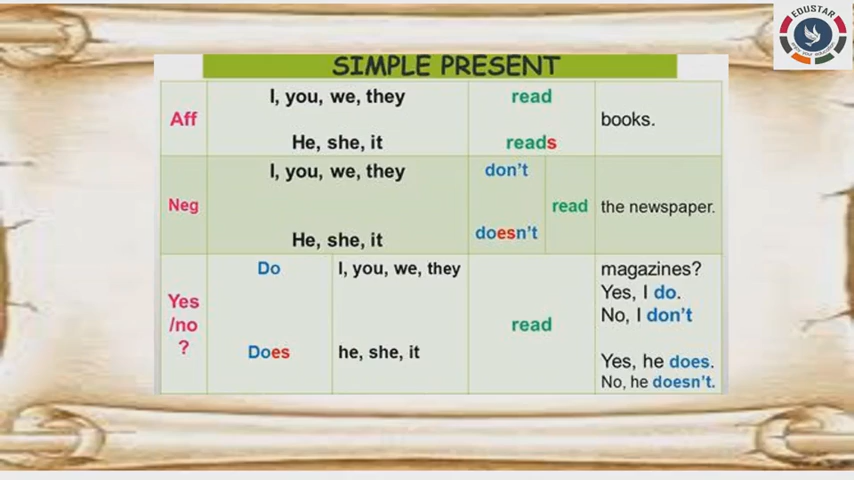 EDUSTAR
SIMPLE PRESENT
Aff
I, you, we, they
read
He, she, it
reads
books.
Neg
I, you, we, they
don't
He, she, it
doesn't
read
the newspaper.
Yes
/no
?
Do
I, you, we, they
Does
he, she, it
read
magazines?
Yes, I do.
No, I don't
Yes, he does.
No, he doesn't.